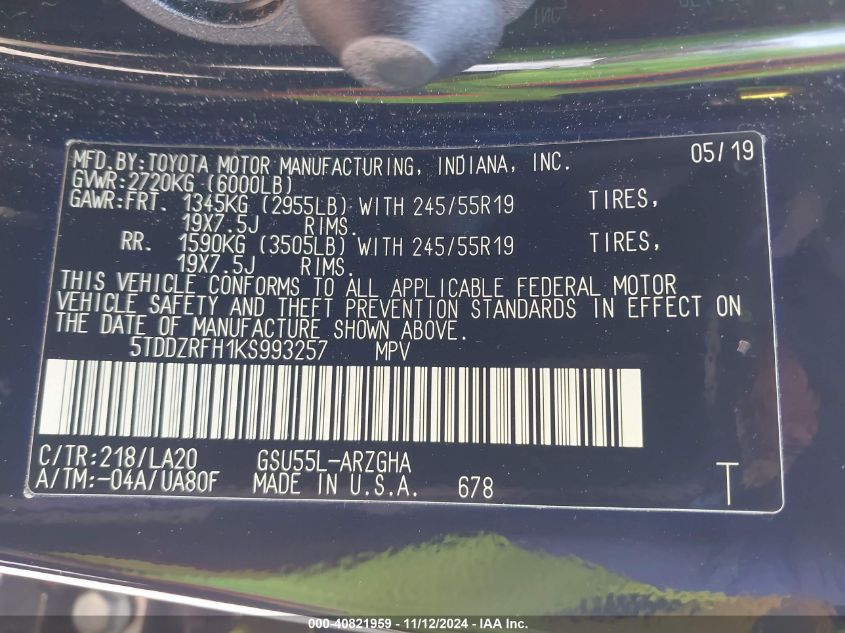 MFD. BY: TOYOTA MOTOR MANUFACTURING, INDIANA, INC. 05/19
GVWR: 2720KG (6000LB)
GAWR: FRT. 1345KG (2955LB) WITH 245/55R19 TIRES,
19X7.5J RIMS.
RR. 1590KG (3505LB) WITH 245/55R19 TIRES,
19X7.5J RIMS.
THIS VEHICLE CONFORMS TO ALL APPLICABLE FEDERAL MOTOR
VEHICLE SAFETY AND THEFT PREVENTION STANDARDS IN EFFECT ON
THE DATE OF MANUFACTURE SHOWN ABOVE.
5TDDZRFH1KS993257 MPV
C/TR: 218/LA20 GSU55L-ARZGHA
A/TM: -04A/UA80F MADE IN U.S.A. 678 T
000-40821959 - 11/12/2024 - IAA Inc.